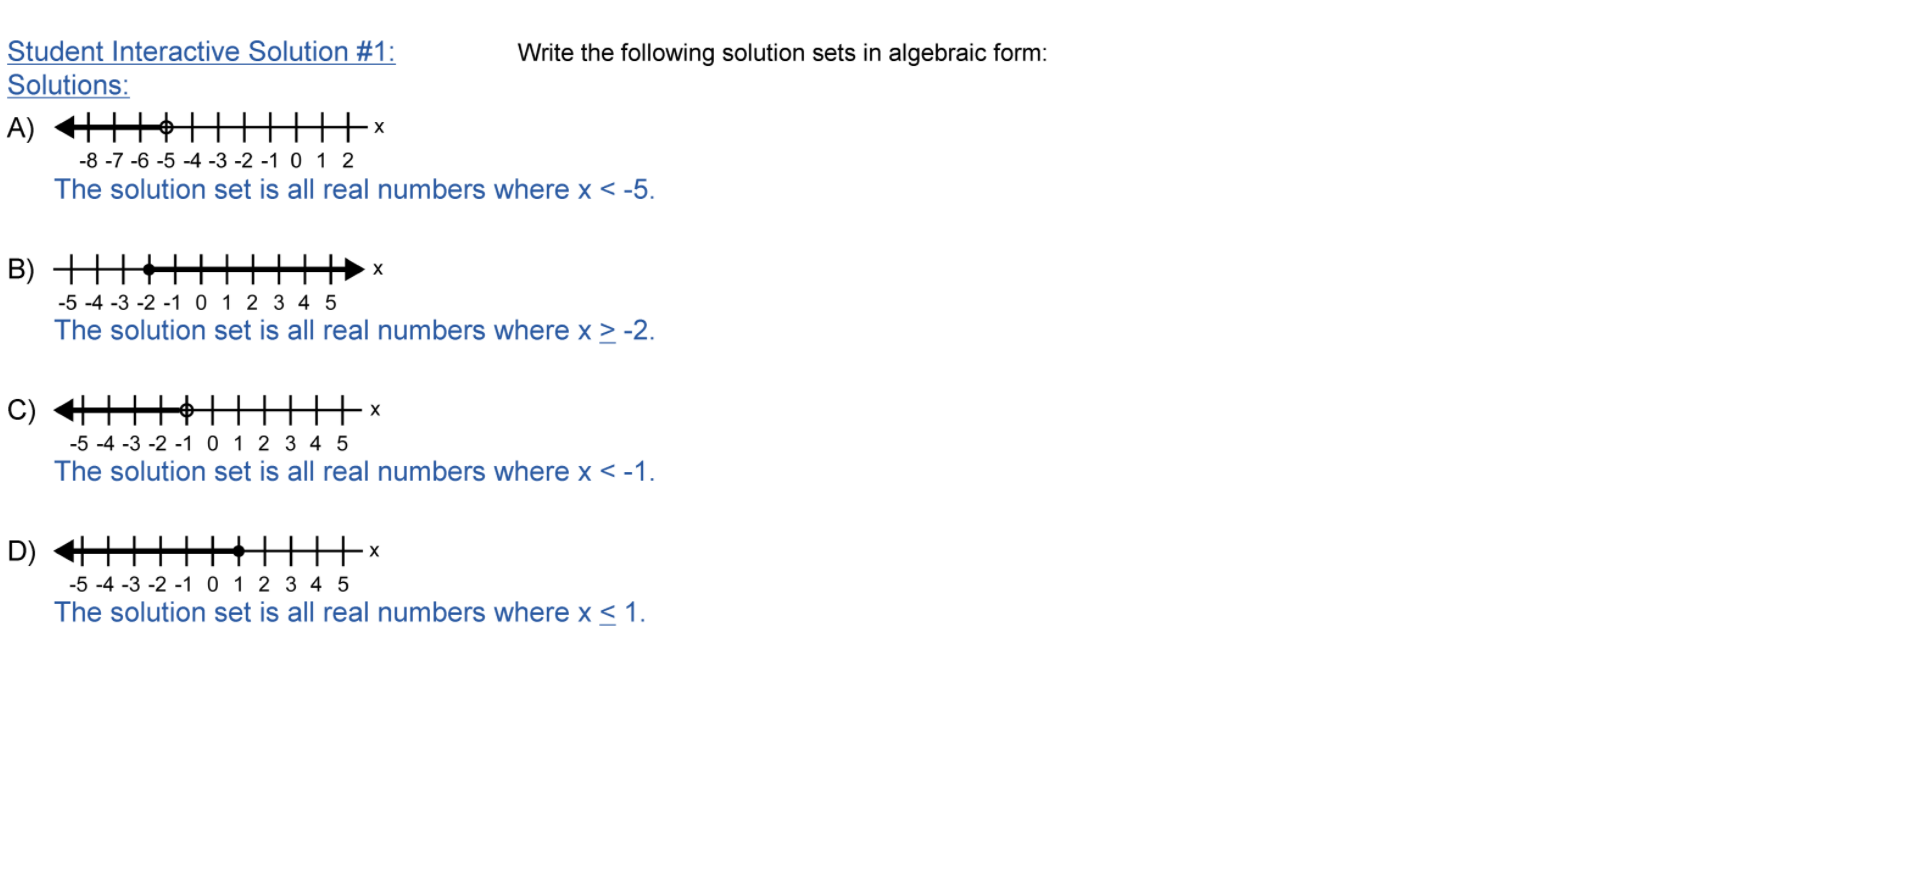 Student Interactive Solution #1: Write the following solution sets in algebraic form:
Solutions:
A) x
-8 -7 -6 -5 -4 -3 -2 -1 0 1 2
The solution set is all real numbers where x < -5.
B) x
-5 -4 -3 -2 -1 0 1 2 3 4 5
The solution set is all real numbers where x ≥ -2.
C) x
-5 -4 -3 -2 -1 0 1 2 3 4 5
The solution set is all real numbers where x < -1.
D) x
-5 -4 -3 -2 -1 0 1 2 3 4 5
The solution set is all real numbers where x ≤ 1.